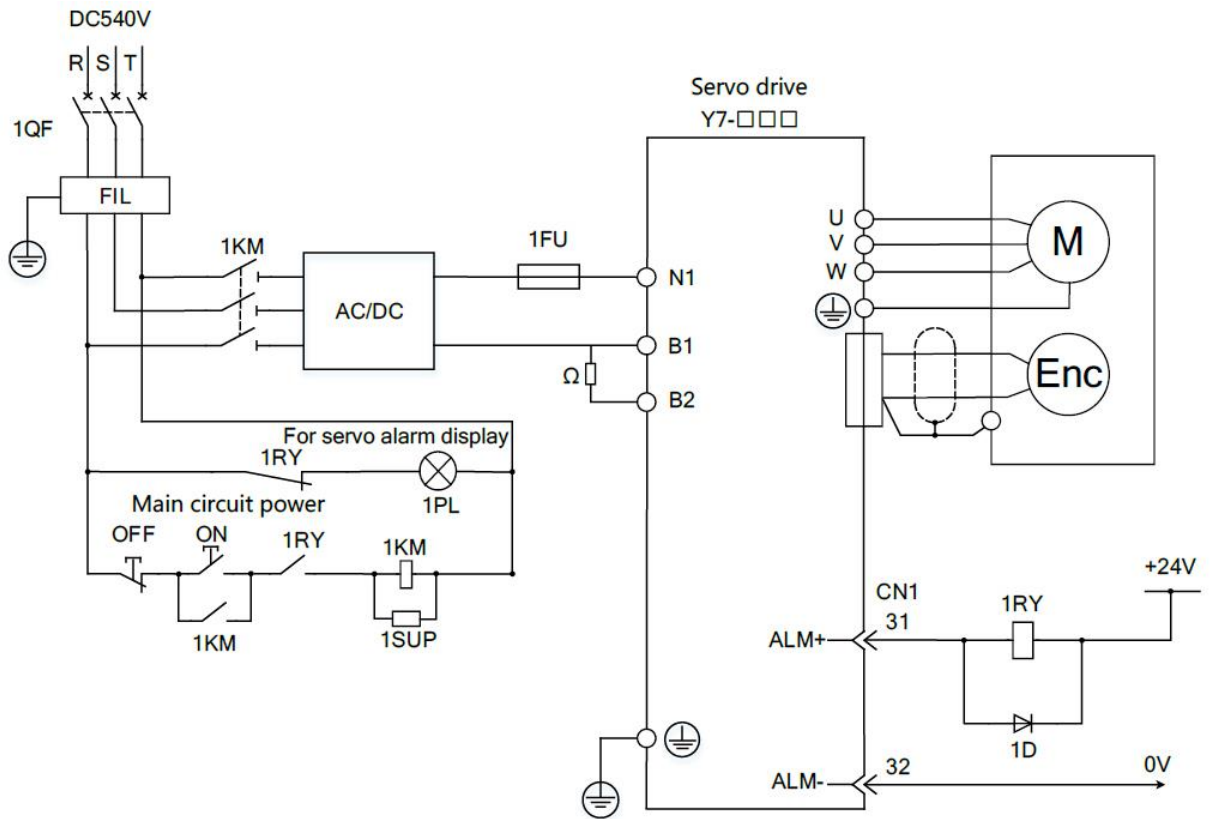 DC540V
R S T
1QF
FIL
1KM
AC/DC
1FU
Servo drive
Y7-□□□
N1
B1
B2
Ω
U
V
W
M
Enc
For servo alarm display
1RY
1PL
Main circuit power
OFF
ON
1RY
1KM
1KM
1SUP
CN1
ALM+
31
1RY
+24V
1D
ALM-
32
0V